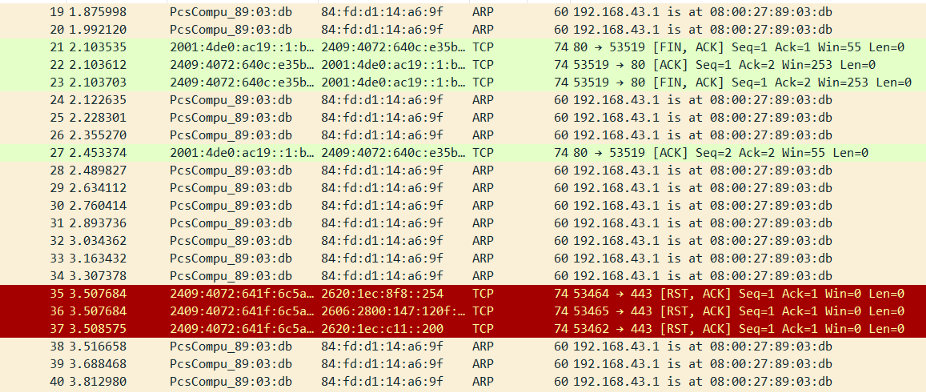 19 1.875998 PcsCompu_89:03:db 84:fd:d1:14:a6:9f ARP 60 192.168.43.1 is at 08:00:27:89:03:db
20 1.992120 PcsCompu_89:03:db 84:fd:d1:14:a6:9f ARP 60 192.168.43.1 is at 08:00:27:89:03:db
21 2.103535 2001:4de0:ac19::1:b… 2409:4072:640c:e35b… TCP 74 80 → 53519 [FIN, ACK] Seq=1 Ack=1 Win=55 Len=0
22 2.103612 2409:4072:640c:e35b… 2001:4de0:ac19::1:b… TCP 74 53519 → 80 [ACK] Seq=1 Ack=2 Win=253 Len=0
23 2.103703 2409:4072:640c:e35b… 2001:4de0:ac19::1:b… TCP 74 53519 → 80 [FIN, ACK] Seq=1 Ack=2 Win=253 Len=0
24 2.122635 PcsCompu_89:03:db 84:fd:d1:14:a6:9f ARP 60 192.168.43.1 is at 08:00:27:89:03:db
25 2.228301 PcsCompu_89:03:db 84:fd:d1:14:a6:9f ARP 60 192.168.43.1 is at 08:00:27:89:03:db
26 2.355270 PcsCompu_89:03:db 84:fd:d1:14:a6:9f ARP 60 192.168.43.1 is at 08:00:27:89:03:db
27 2.453374 2001:4de0:ac19::1:b… 2409:4072:640c:e35b… TCP 74 80 → 53519 [ACK] Seq=2 Ack=2 Win=55 Len=0
28 2.489827 PcsCompu_89:03:db 84:fd:d1:14:a6:9f ARP 60 192.168.43.1 is at 08:00:27:89:03:db
29 2.634112 PcsCompu_89:03:db 84:fd:d1:14:a6:9f ARP 60 192.168.43.1 is at 08:00:27:89:03:db
30 2.760414 PcsCompu_89:03:db 84:fd:d1:14:a6:9f ARP 60 192.168.43.1 is at 08:00:27:89:03:db
31 2.893736 PcsCompu_89:03:db 84:fd:d1:14:a6:9f ARP 60 192.168.43.1 is at 08:00:27:89:03:db
32 3.034362 PcsCompu_89:03:db 84:fd:d1:14:a6:9f ARP 60 192.168.43.1 is at 08:00:27:89:03:db
33 3.163432 PcsCompu_89:03:db 84:fd:d1:14:a6:9f ARP 60 192.168.43.1 is at 08:00:27:89:03:db
34 3.307378 PcsCompu_89:03:db 84:fd:d1:14:a6:9f ARP 60 192.168.43.1 is at 08:00:27:89:03:db
35 3.507684 2409:4072:641f:6c5a… 2620:1ec:8f8::254 TCP 74 53464 → 443 [RST, ACK] Seq=1 Ack=1 Win=0 Len=0
36 3.507684 2409:4072:641f:6c5a… 2606:2800:147:120f:… TCP 74 53465 → 443 [RST, ACK] Seq=1 Ack=1 Win=0 Len=0
37 3.508575 2409:4072:641f:6c5a… 2620:1ec:c11::200 TCP 74 53462 → 443 [RST, ACK] Seq=1 Ack=1 Win=0 Len=0
38 3.516658 PcsCompu_89:03:db 84:fd:d1:14:a6:9f ARP 60 192.168.43.1 is at 08:00:27:89:03:db
39 3.688468 PcsCompu_89:03:db 84:fd:d1:14:a6:9f ARP 60 192.168.43.1 is at 08:00:27:89:03:db
40 3.812980 PcsCompu_89:03:db 84:fd:d1:14:a6:9f ARP 60 192.168.43.1 is at 08:00:27:89:03:db